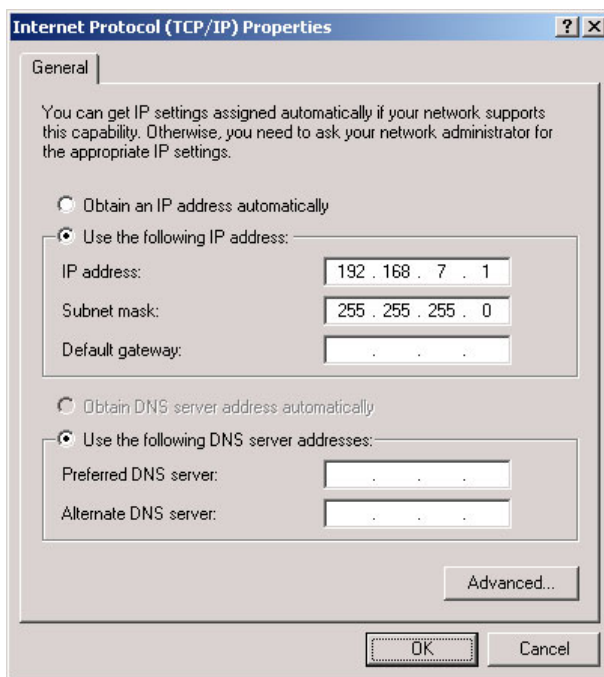 Internet Protocol (TCP/IP) Properties
General
You can get IP settings assigned automatically if your network supports
this capability. Otherwise, you need to ask your network administrator for
the appropriate IP settings.
Obtain an IP address automatically
Use the following IP address:
IP address: 192 . 168 . 7 . 1
Subnet mask: 255 . 255 . 255 . 0
Default gateway: . . .
Obtain DNS server address automatically
Use the following DNS server addresses:
Preferred DNS server: . . .
Alternate DNS server: . . .
Advanced...
OK Cancel